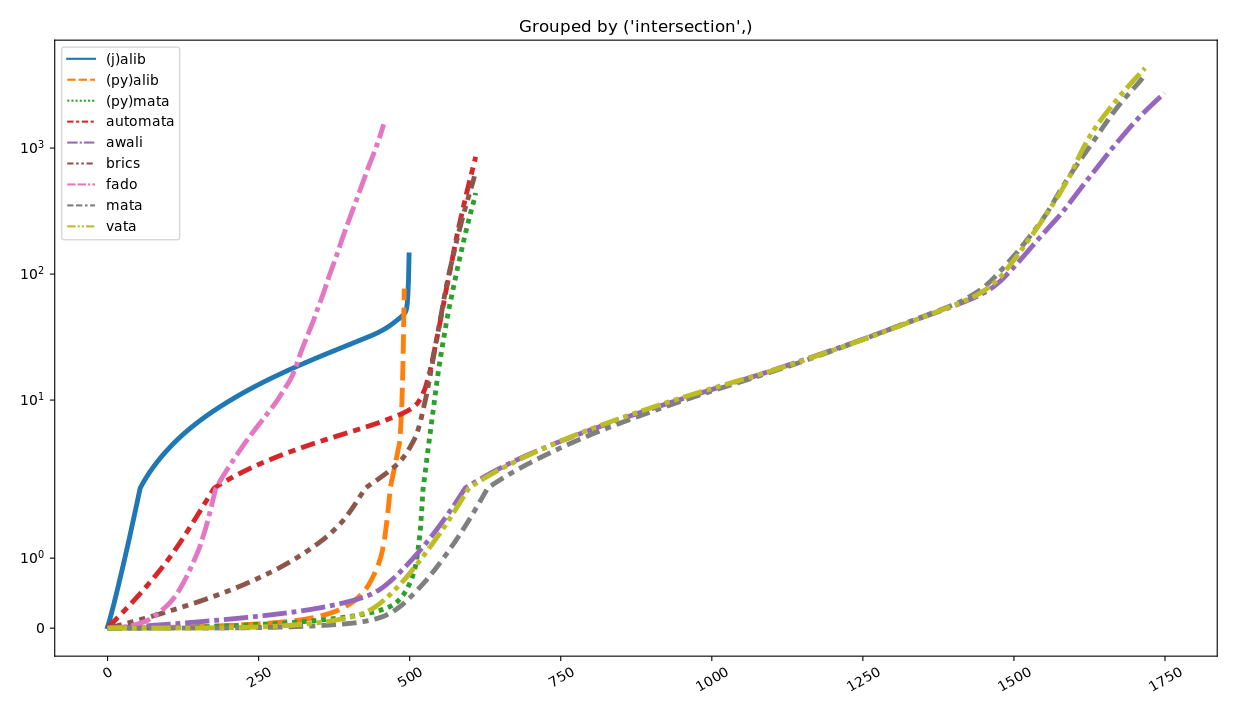 Grouped by ('intersection',)
(j)alib
(py)alib
(py)mata
automata
awali
brics
fado
mata
vata
10³
10²
10¹
10⁰
0
0
250
500
750
1000
1250
1500
1750